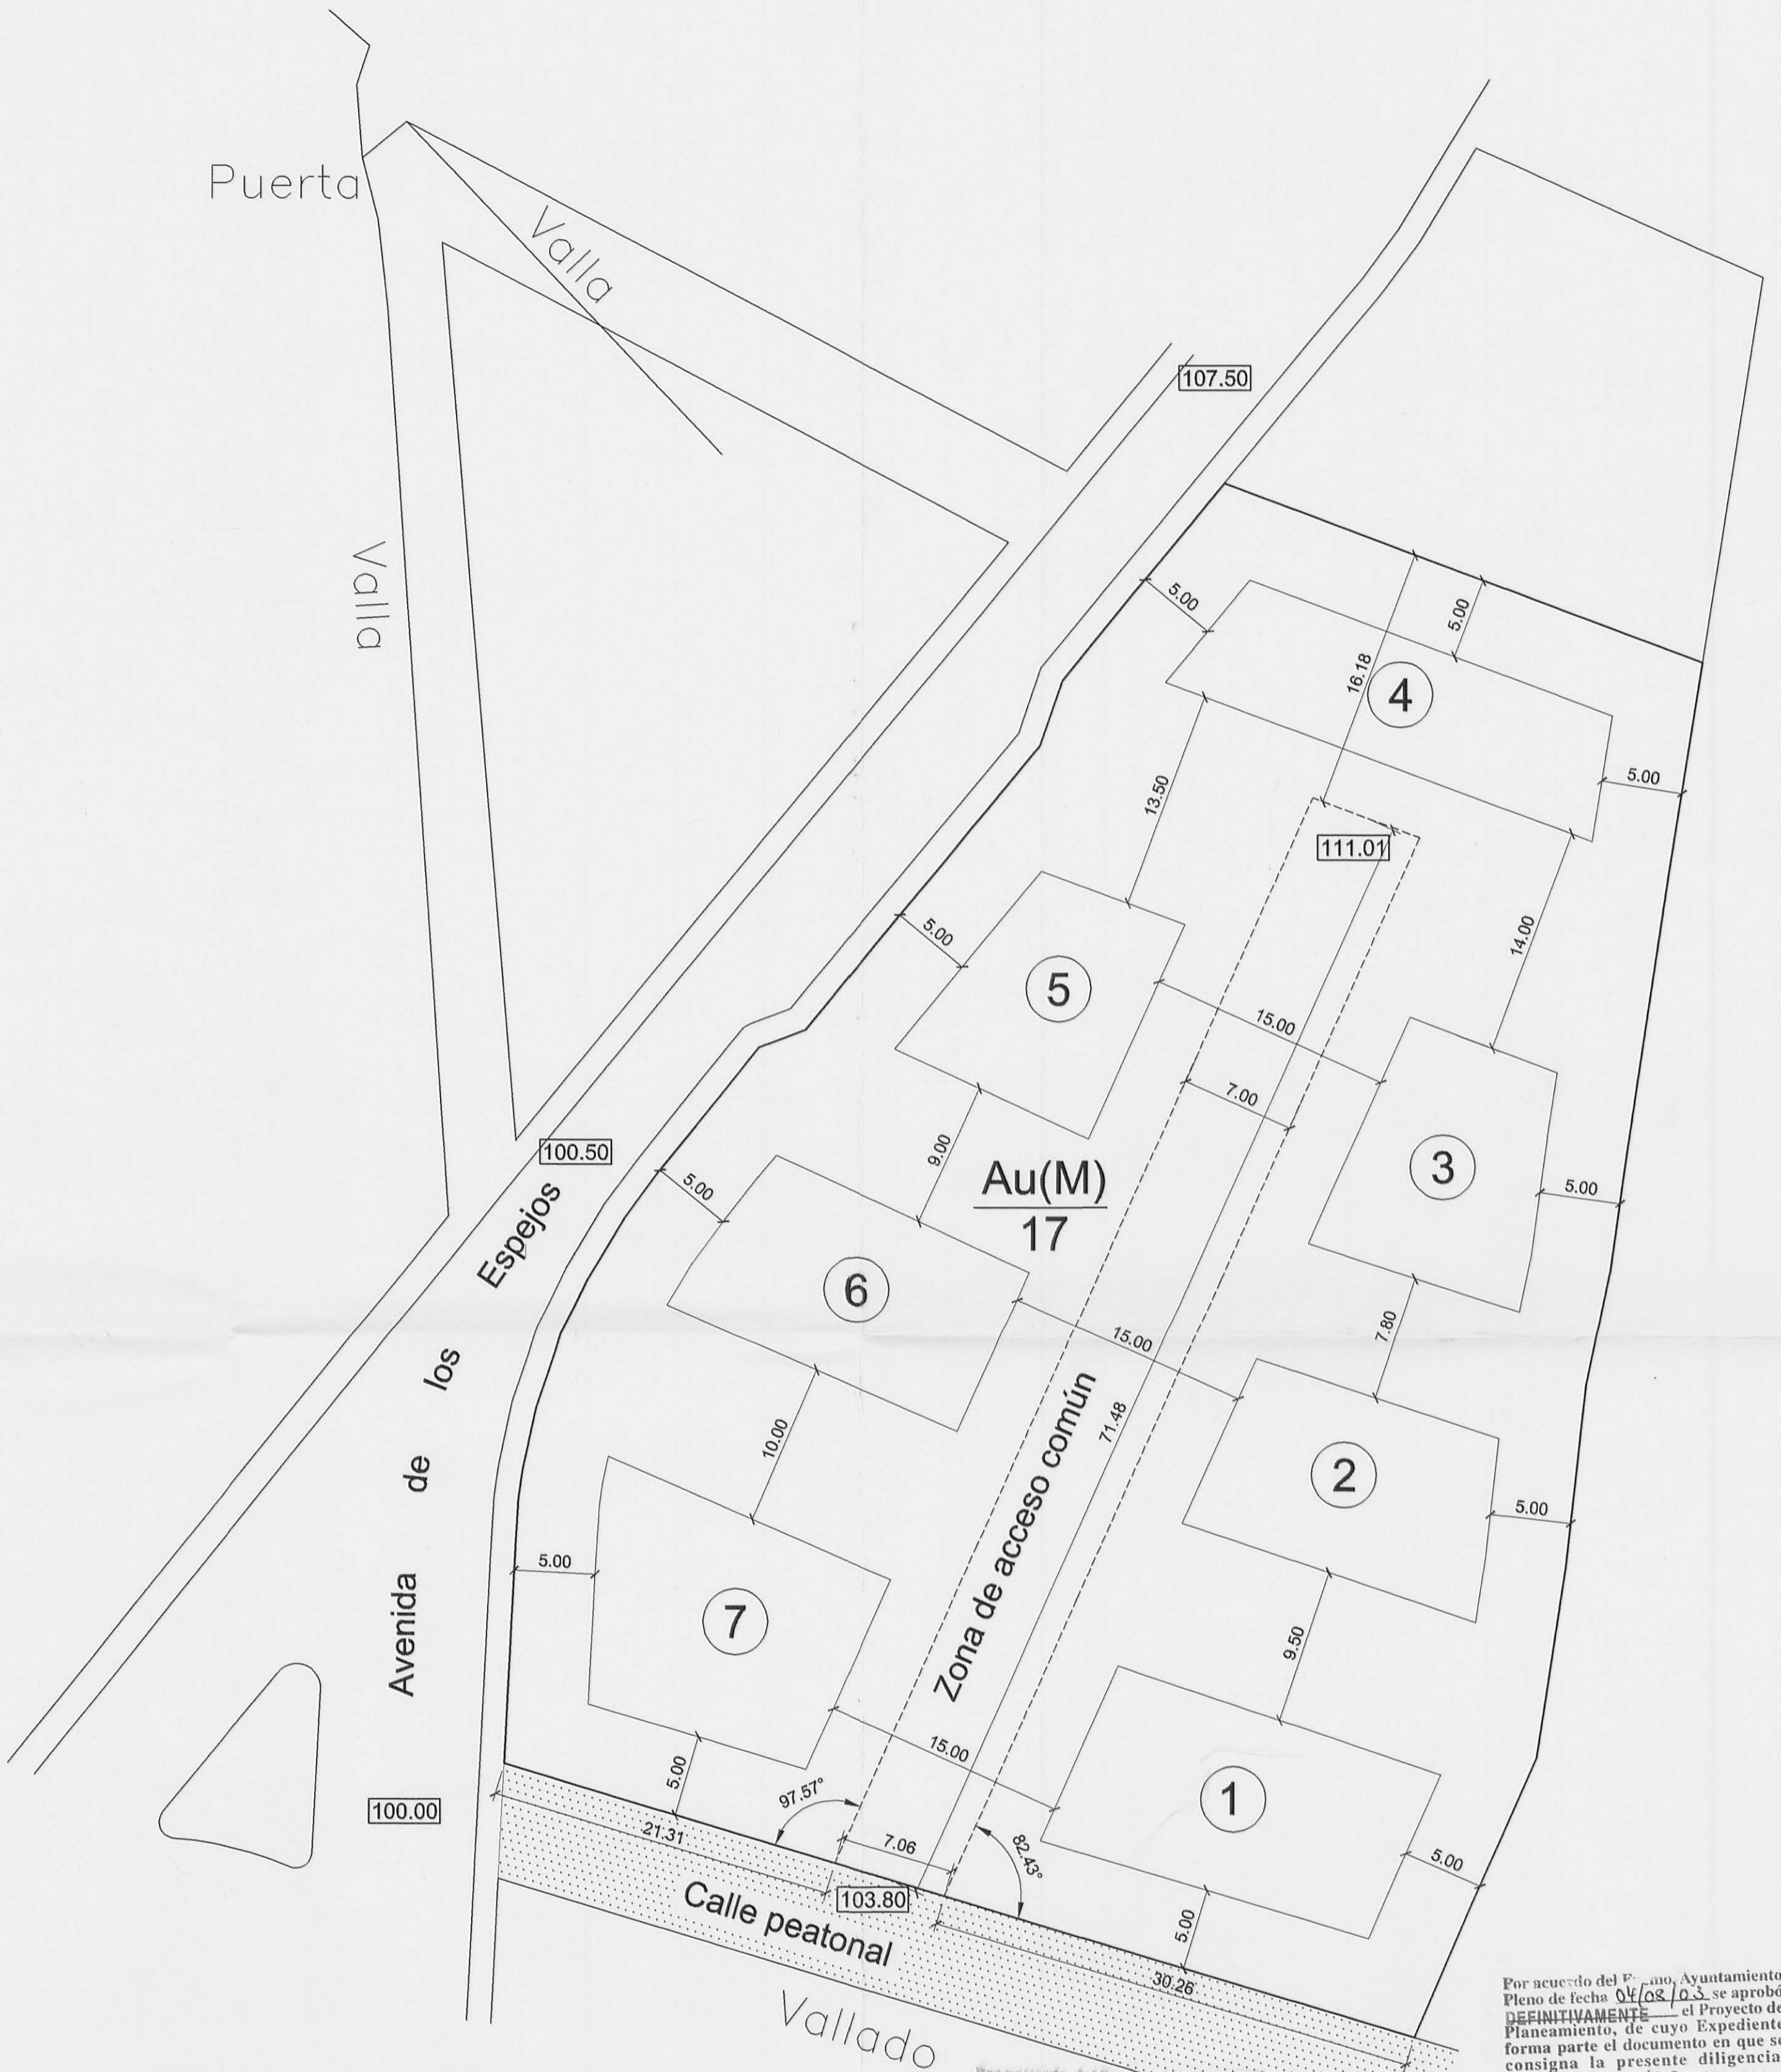 Puerta
Valla
107.50
Valla
5.00
5.00
16.18
4
13.50
5.00
111.01
5.00
14.00
5
15.00
7.00
100.50
9.00
Au(M)
17
3
5.00
5.00
Avenida de los Espejos
6
15.00
7.80
10.00
Zona de acceso común
71.48
2
5.00
5.00
7
9.50
5.00
15.00
97.57°
1
100.00
21.31
7.06
82.43°
5.00
103.80
Calle peatonal
5.00
30.26
Vallado
Por acuerdo del Ayuntamiento
Pleno de fecha 04/08/03 se aprobó
DEFINITIVAMENTE el Proyecto de
Planeamiento, de cuyo Expediente
forma parte el documento en que se
consigna la presente diligencia